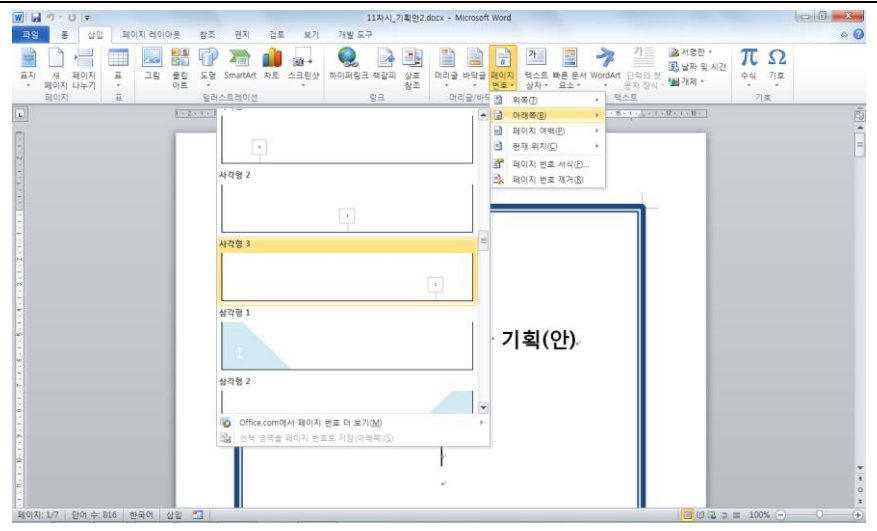 11차시_기획안2.docx - Microsoft Word
파일 홈 삽입 페이지 레이아웃 참조 편지 검토 보기 개발 도구
표지 새 페이지 페이지 나누기 표 그림 클립 아트 도형 SmartArt 차트 스크린샷 하이퍼링크 책갈피 상호 참조 머리글 바닥글 페이지 번호 텍스트 상자 빠른 문서 요소 WordArt 단락의 첫 문자 장식 서명란 날짜 및 시간 개체 수식 기호
페이지 표 일러스트레이션 링크 머리글/바닥 텍스트 기호
위쪽(T)
아래쪽(B)
페이지 여백(P)
현재 위치(C)
페이지 번호 서식(F)...
페이지 번호 제거(R)
사각형 2
사각형 3
삼각형 1
1
삼각형 2
Office.com에서 페이지 번호 더 보기(M)
선택 영역을 페이지 번호로 저장(아래쪽)(S)
기획(안)
페이지: 1/7 단어 수: 816 한국어 삽입 100%